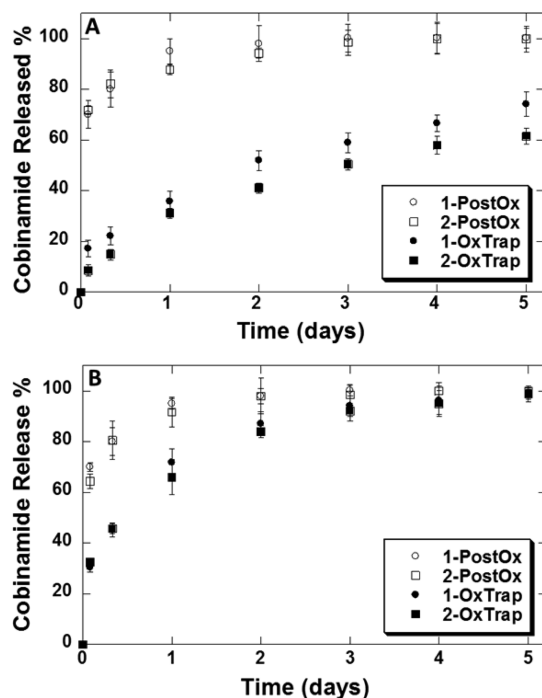 A
Cobinamide Released %
100
80
60
40
20
0
1-PostOx
2-PostOx
1-OxTrap
2-OxTrap
0 1 2 3 4 5
Time (days)
B
Cobinamide Release %
100
80
60
40
20
0
1-PostOx
2-PostOx
1-OxTrap
2-OxTrap
0 1 2 3 4 5
Time (days)